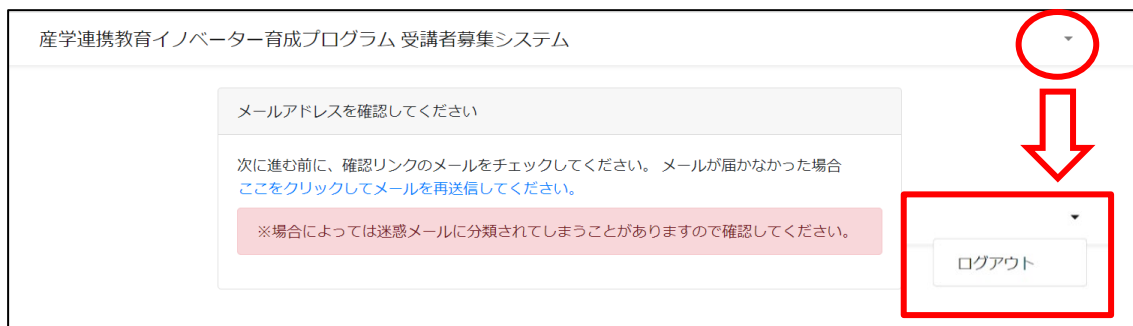 産学連携教育イノベーター育成プログラム 受講者募集システム
メールアドレスを確認してください
次に進む前に、確認リンクのメールをチェックしてください。 メールが届かなかった場合
ここをクリックしてメールを再送信してください。
※場合によっては迷惑メールに分類されてしまうことがありますので確認してください。
ログアウト